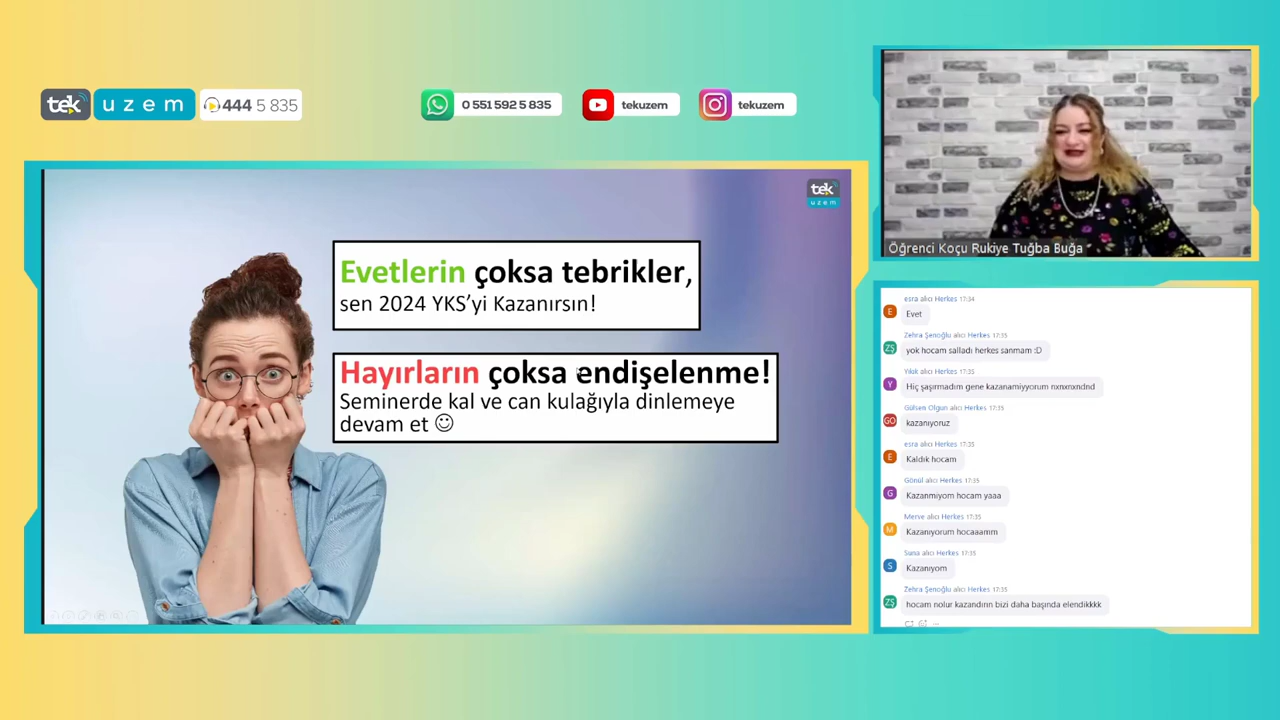 tek uzem 444 5 835
0 551 592 5 835
tekuzem
tekuzem
tek
uzem
Evetlerin çoksa tebrikler,
sen 2024 YKS’yi Kazanırsın!
Hayırların çoksa endişelenme!
Seminerde kal ve can kulağıyla dinlemeye
devam et ☺
Öğrenci Koçu Rukiye Tuğba Buğa
esra alıcı Herkes 17:34
E
Evet
Zehra Şenoğlu alıcı Herkes 17:35
ZŞ
yok hocam salladı herkes sanmam :D
Yıkık alıcı Herkes 17:35
Y
Hiç şaşırmadım gene kazanamiyyorum nxnxnxndnd
Gülsen Olgun alıcı Herkes 17:35
GO
kazanıyoruz
esra alıcı Herkes 17:35
E
Kaldık hocam
Gönül alıcı Herkes 17:35
G
Kazanmıyom hocam yaaa
Merve alıcı Herkes 17:35
M
Kazanıyorum hocaaamm
Suna alıcı Herkes 17:35
S
Kazanıyom
Zehra Şenoğlu alıcı Herkes 17:35
ZŞ
hocam nolur kazandırın bizi daha başında elendikkkk